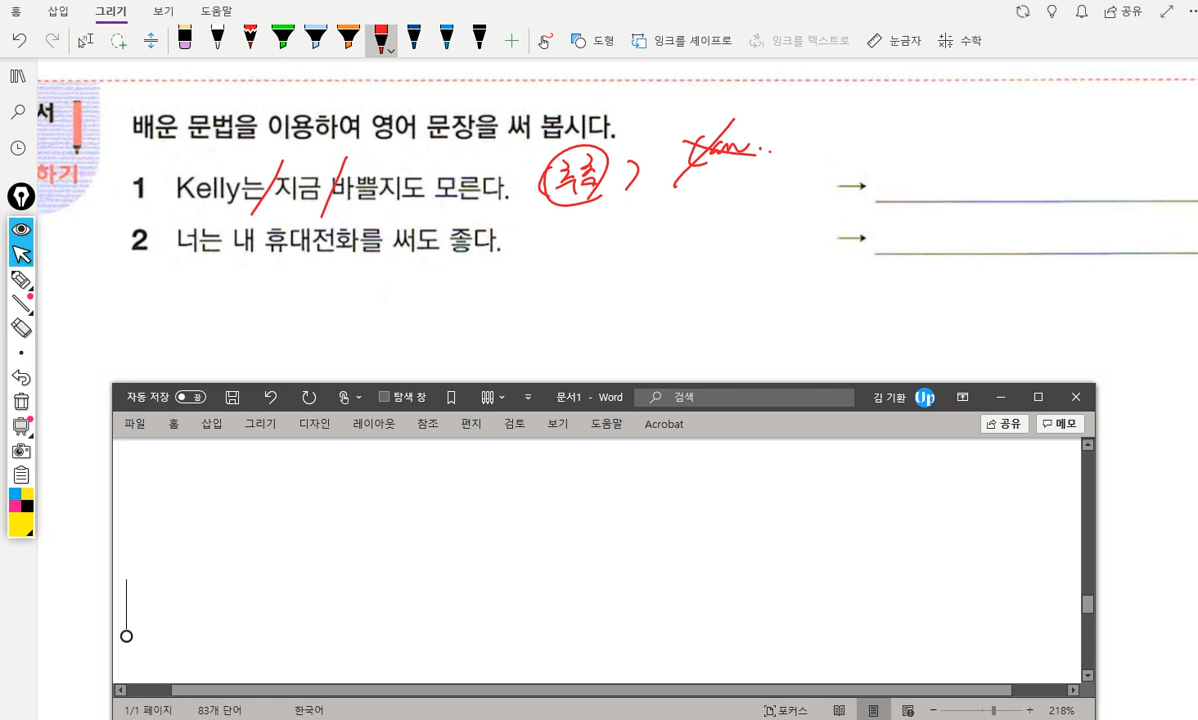 홈 삽입 그리기 보기 도움말 공유
도형 잉크를 셰이프로 잉크를 텍스트로 눈금자 수학
서
하기
배운 문법을 이용하여 영어 문장을 써 봅시다.
1 Kelly는 지금 바쁠지도 모른다. 추측 →
2 너는 내 휴대전화를 써도 좋다. →
자동 저장 끔 탐색 창 문서1 - Word 검색 김 기환 Up
파일 홈 삽입 그리기 디자인 레이아웃 참조 편지 검토 보기 도움말 Acrobat 공유 메모
1/1 페이지 83개 단어 한국어 포커스 218%